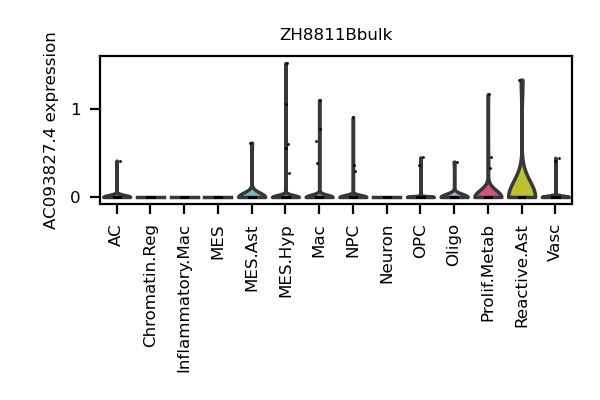 ZH8811Bbulk
AC093827.4 expression
1
0
AC
Chromatin.Reg
Inflammatory.Mac
MES
MES.Ast
MES.Hyp
Mac
NPC
Neuron
OPC
Oligo
Prolif.Metab
Reactive.Ast
Vasc